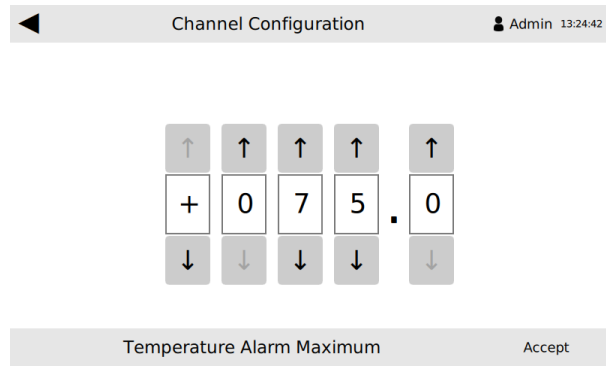 ◀ Channel Configuration Admin 13:24:42
↑ ↑ ↑ ↑ ↑
+ 0 7 5 . 0
↓ ↓ ↓ ↓ ↓
Temperature Alarm Maximum Accept